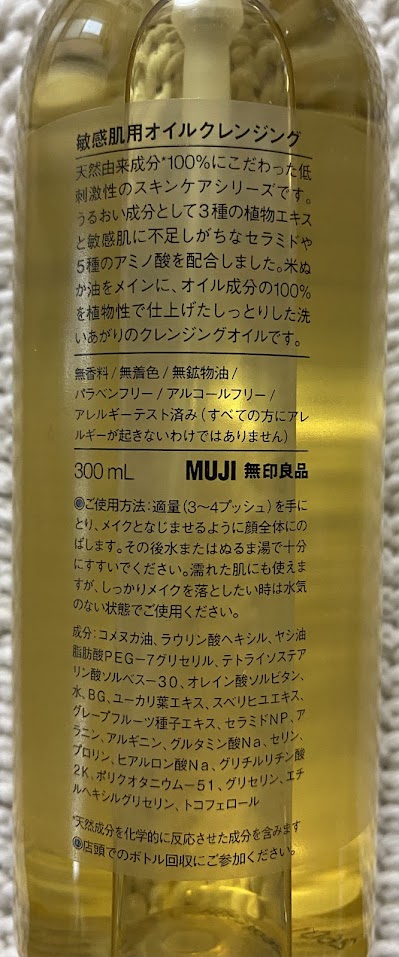 敏感肌用オイルクレンジング
天然由来成分*100%にこだわった低
刺激性のスキンケアシリーズです。
うるおい成分として3種の植物エキス
と敏感肌に不足しがちなセラミドや
5種のアミノ酸を配合しました。米ぬ
か油をメインに、オイル成分の100%
を植物性で仕上げたしっとりした洗
いあがりのクレンジングオイルです。
無香料/無着色/無鉱物油/
パラベンフリー/アルコールフリー/
アレルギーテスト済み(すべての方にアレ
ルギーが起きないわけではありません)
300mL MUJI 無印良品
◉ご使用方法:適量(3〜4プッシュ)を手に
とり、メイクとなじませるように顔全体にの
ばします。その後水またはぬるま湯で十分
にすすいでください。濡れた肌にも使えま
すが、しっかりメイクを落としたい時は水気
のない状態でご使用ください。
成分:コメヌカ油、ラウリン酸ヘキシル、ヤシ油
脂肪酸PEG-7グリセリル、テトライソステア
リン酸ソルベス-30、オレイン酸ソルビタン、
水、BG、ユーカリ葉エキス、スベリヒユエキス、
グレープフルーツ種子エキス、セラミドNP、ア
ラニン、アルギニン、グルタミン酸Na、セリン、
プロリン、ヒアルロン酸Na、グリチルリチン酸
2K、ポリクオタニウム-51、グリセリン、エチ
ルヘキシルグリセリン、トコフェロール
*天然成分を化学的に反応させた成分を含みます
◉店頭でのボトル回収にご参加ください。